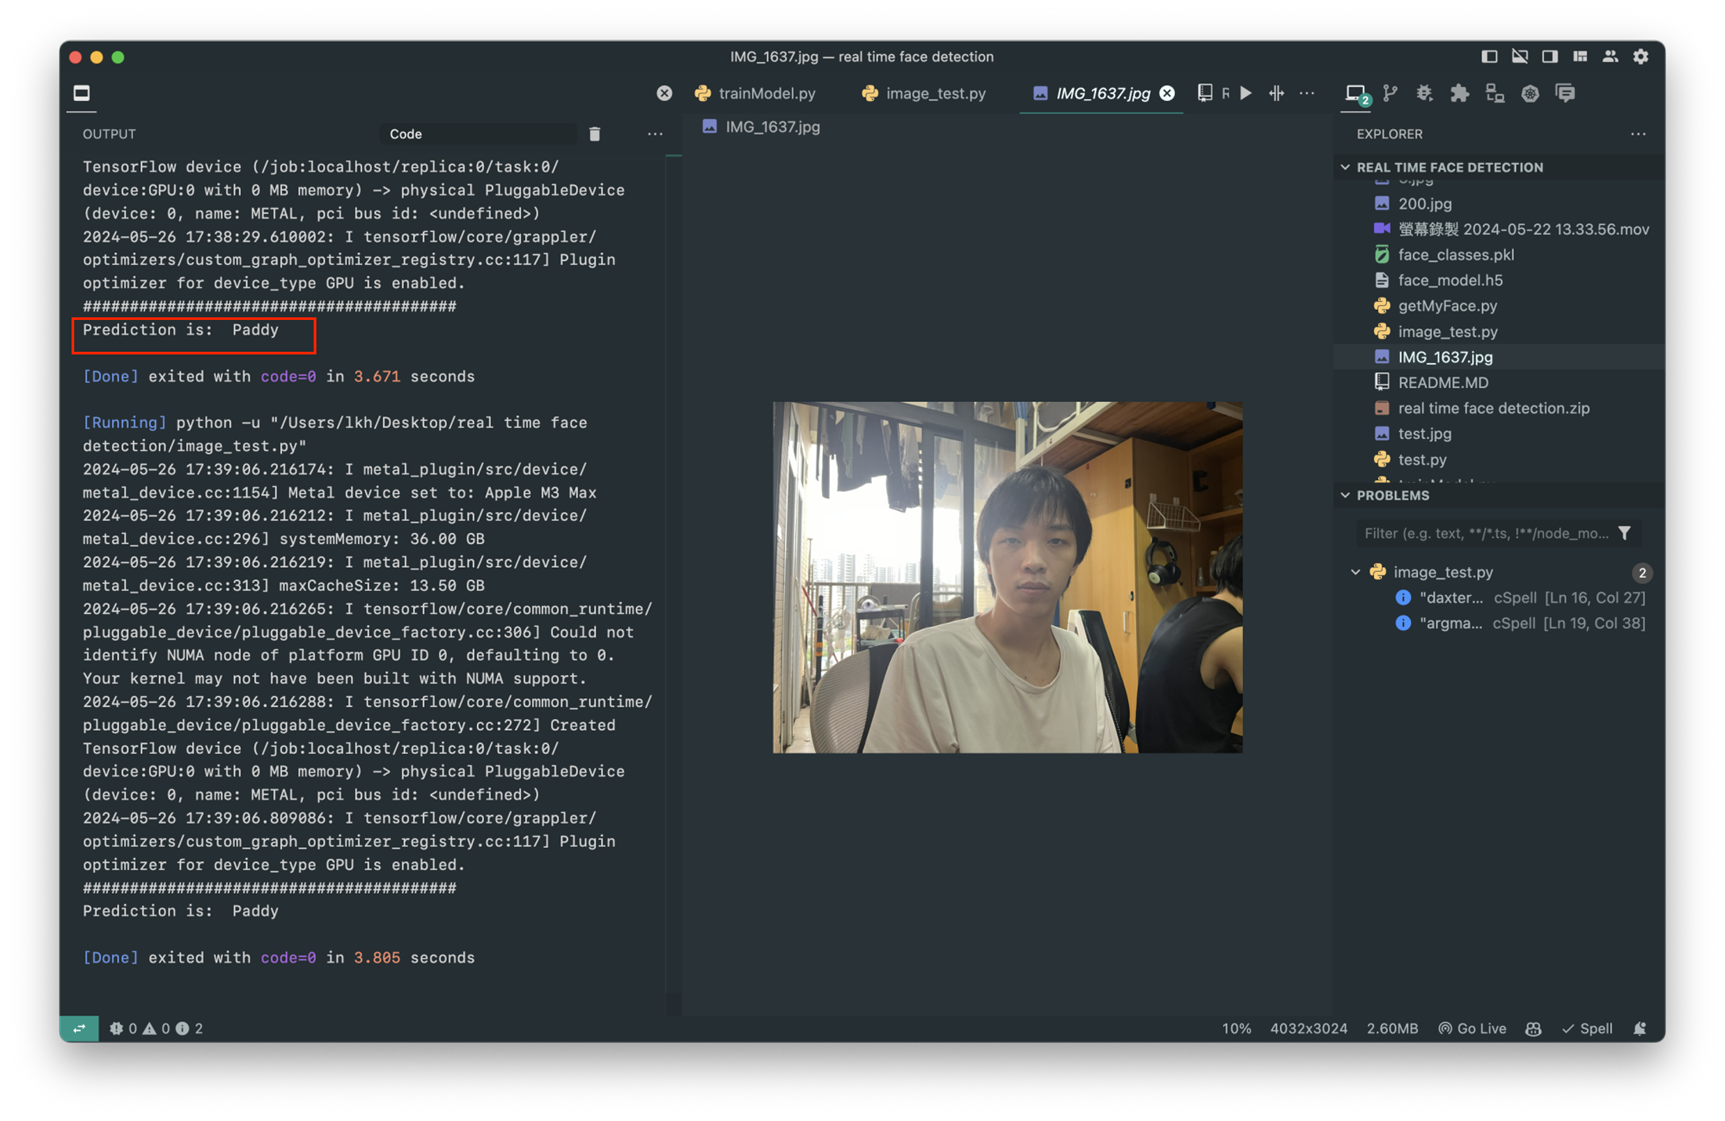 IMG_1637.jpg — real time face detection
trainModel.py
image_test.py
IMG_1637.jpg
R
OUTPUT
Code
TensorFlow device (/job:localhost/replica:0/task:0/
device:GPU:0 with 0 MB memory) -> physical PluggableDevice
(device: 0, name: METAL, pci bus id: <undefined>)
2024-05-26 17:38:29.610002: I tensorflow/core/grappler/
optimizers/custom_graph_optimizer_registry.cc:117] Plugin
optimizer for device_type GPU is enabled.
########################################
Prediction is:  Paddy
[Done] exited with code=0 in 3.671 seconds
[Running] python -u "/Users/lkh/Desktop/real time face
detection/image_test.py"
2024-05-26 17:39:06.216174: I metal_plugin/src/device/
metal_device.cc:1154] Metal device set to: Apple M3 Max
2024-05-26 17:39:06.216212: I metal_plugin/src/device/
metal_device.cc:296] systemMemory: 36.00 GB
2024-05-26 17:39:06.216219: I metal_plugin/src/device/
metal_device.cc:313] maxCacheSize: 13.50 GB
2024-05-26 17:39:06.216265: I tensorflow/core/common_runtime/
pluggable_device/pluggable_device_factory.cc:306] Could not
identify NUMA node of platform GPU ID 0, defaulting to 0.
Your kernel may not have been built with NUMA support.
2024-05-26 17:39:06.216288: I tensorflow/core/common_runtime/
pluggable_device/pluggable_device_factory.cc:272] Created
TensorFlow device (/job:localhost/replica:0/task:0/
device:GPU:0 with 0 MB memory) -> physical PluggableDevice
(device: 0, name: METAL, pci bus id: <undefined>)
2024-05-26 17:39:06.809086: I tensorflow/core/grappler/
optimizers/custom_graph_optimizer_registry.cc:117] Plugin
optimizer for device_type GPU is enabled.
########################################
Prediction is:  Paddy
[Done] exited with code=0 in 3.805 seconds
IMG_1637.jpg
2
EXPLORER
REAL TIME FACE DETECTION
200.jpg
螢幕錄製 2024-05-22 13.33.56.mov
face_classes.pkl
face_model.h5
getMyFace.py
image_test.py
IMG_1637.jpg
README.MD
real time face detection.zip
test.jpg
test.py
PROBLEMS
Filter (e.g. text, **/*.ts, !**/node_mo...
image_test.py 2
"daxter... cSpell [Ln 16, Col 27]
"argma... cSpell [Ln 19, Col 38]
0 0 2
10% 4032x3024 2.60MB Go Live Spell